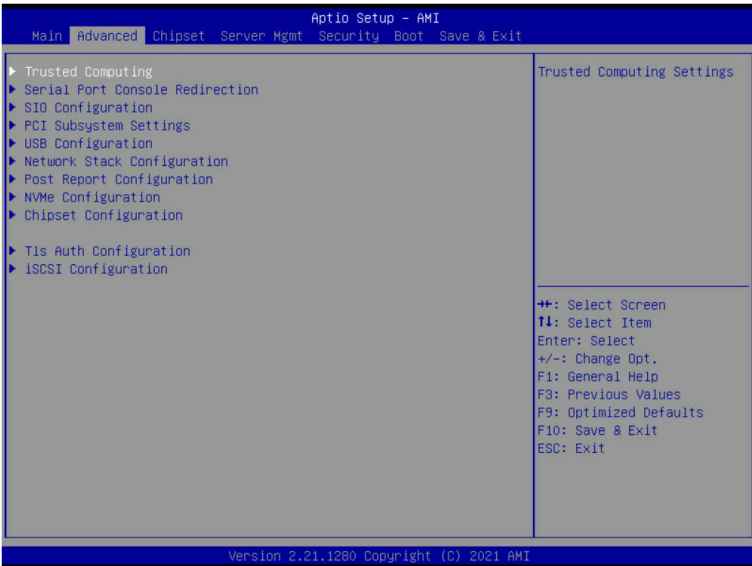 Aptio Setup – AMI
Main Advanced Chipset Server Mgmt Security Boot Save & Exit
▶ Trusted Computing
▶ Serial Port Console Redirection
▶ SIO Configuration
▶ PCI Subsystem Settings
▶ USB Configuration
▶ Network Stack Configuration
▶ Post Report Configuration
▶ NVMe Configuration
▶ Chipset Configuration
▶ Tls Auth Configuration
▶ iSCSI Configuration
Trusted Computing Settings
→←: Select Screen
↑↓: Select Item
Enter: Select
+/-: Change Opt.
F1: General Help
F3: Previous Values
F9: Optimized Defaults
F10: Save & Exit
ESC: Exit
Version 2.21.1280 Copyright (C) 2021 AMI